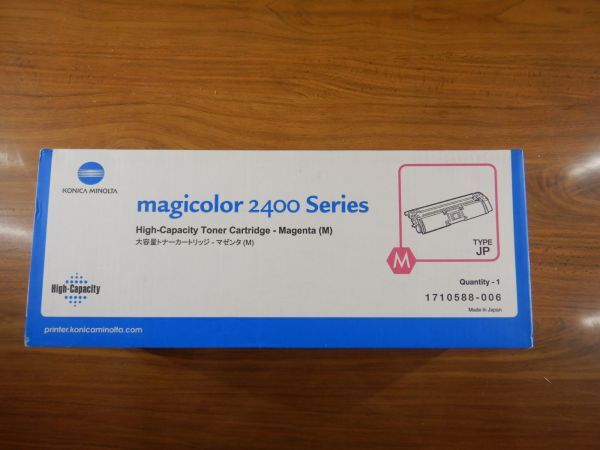 KONICA MINOLTA
magicolor 2400 Series
High-Capacity Toner Cartridge - Magenta (M)
大容量トナーカートリッジ - マゼンタ (M)
TYPE
JP
M
High-Capacity
Quantity - 1
1710588-006
Made in Japan
printer.konicaminolta.com